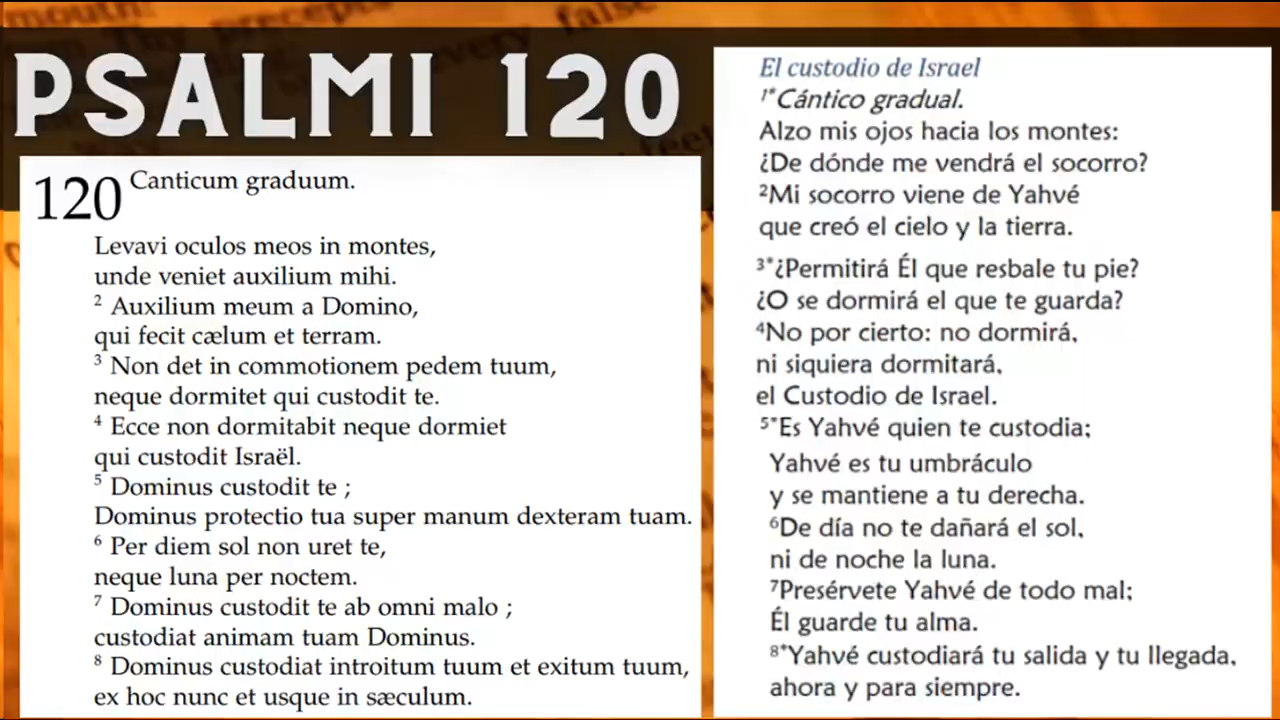 PSALMI 120
120 Canticum graduum.
Levavi oculos meos in montes,
unde veniet auxilium mihi.
2 Auxilium meum a Domino,
qui fecit cælum et terram.
3 Non det in commotionem pedem tuum,
neque dormitet qui custodit te.
4 Ecce non dormitabit neque dormiet
qui custodit Israël.
5 Dominus custodit te ;
Dominus protectio tua super manum dexteram tuam.
6 Per diem sol non uret te,
neque luna per noctem.
7 Dominus custodit te ab omni malo ;
custodiat animam tuam Dominus.
8 Dominus custodiat introitum tuum et exitum tuum,
ex hoc nunc et usque in sæculum.
El custodio de Israel
1*Cántico gradual.
Alzo mis ojos hacia los montes:
¿De dónde me vendrá el socorro?
2Mi socorro viene de Yahvé
que creó el cielo y la tierra.
3*¿Permitirá Él que resbale tu pie?
¿O se dormirá el que te guarda?
4No por cierto: no dormirá,
ni siquiera dormitará,
el Custodio de Israel.
5*Es Yahvé quien te custodia;
Yahvé es tu umbráculo
y se mantiene a tu derecha.
6De día no te dañará el sol,
ni de noche la luna.
7Presérvete Yahvé de todo mal;
Él guarde tu alma.
8*Yahvé custodiará tu salida y tu llegada,
ahora y para siempre.